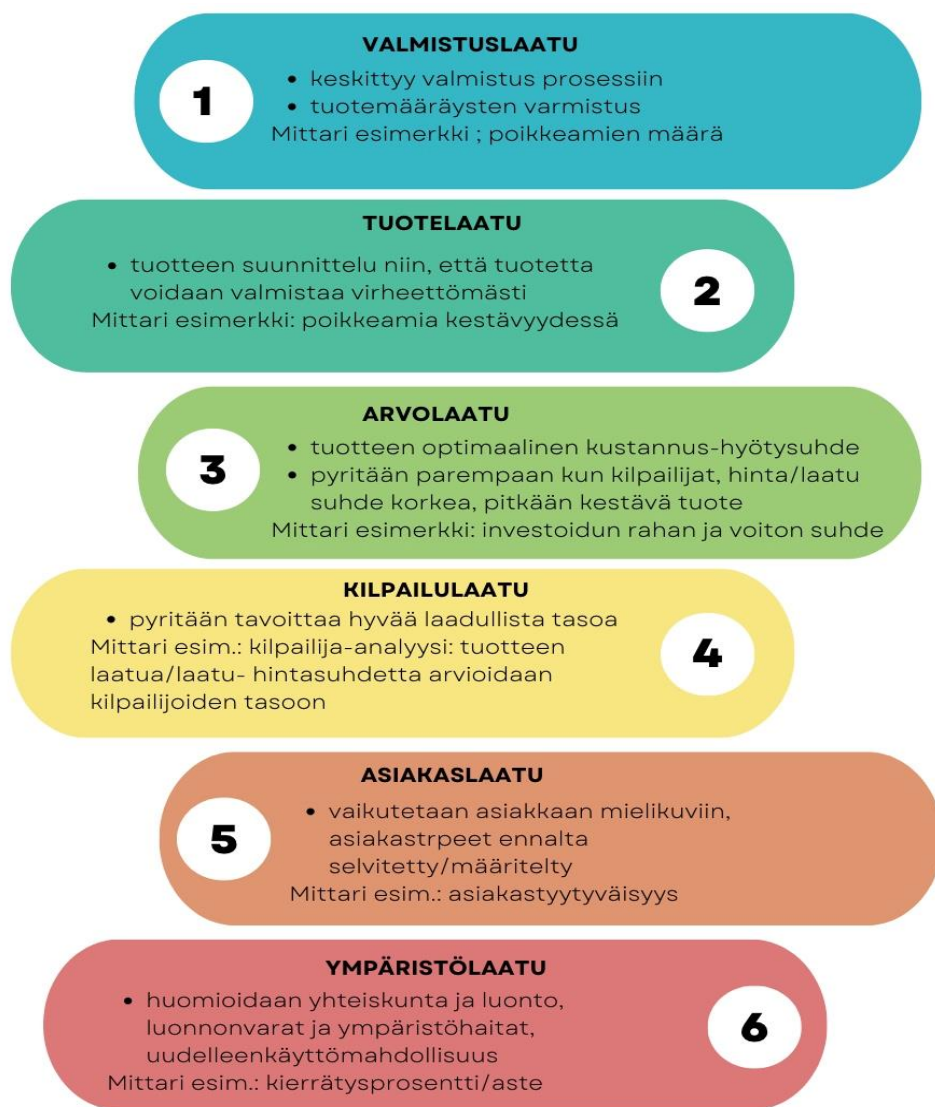 VALMISTUSLAATU
1
• keskittyy valmistus prosessiin
• tuotemääräysten varmistus
Mittari esimerkki ; poikkeamien määrä
TUOTELAATU
• tuotteen suunnittelu niin, että tuotetta
voidaan valmistaa virheettömästi
Mittari esimerkki: poikkeamia kestävyydessä
2
ARVOLAATU
3
• tuotteen optimaalinen kustannus-hyötysuhde
• pyritään parempaan kun kilpailijat, hinta/laatu
suhde korkea, pitkään kestävä tuote
Mittari esimerkki: investoidun rahan ja voiton suhde
KILPAILULAATU
• pyritään tavoittaa hyvää laadullista tasoa
Mittari esim.: kilpailija-analyysi: tuotteen
laatua/laatu- hintasuhdetta arvioidaan
kilpailijoiden tasoon
4
ASIAKASLAATU
5
• vaikutetaan asiakkaan mielikuviin,
asiakastrpeet ennalta
selvitetty/määritelty
Mittari esim.: asiakastyytyväisyys
YMPÄRISTÖLAATU
• huomioidaan yhteiskunta ja luonto,
luonnonvarat ja ympäristöhaitat,
uudelleenkäyttömahdollisuus
Mittari esim.: kierrätysprosentti/aste
6